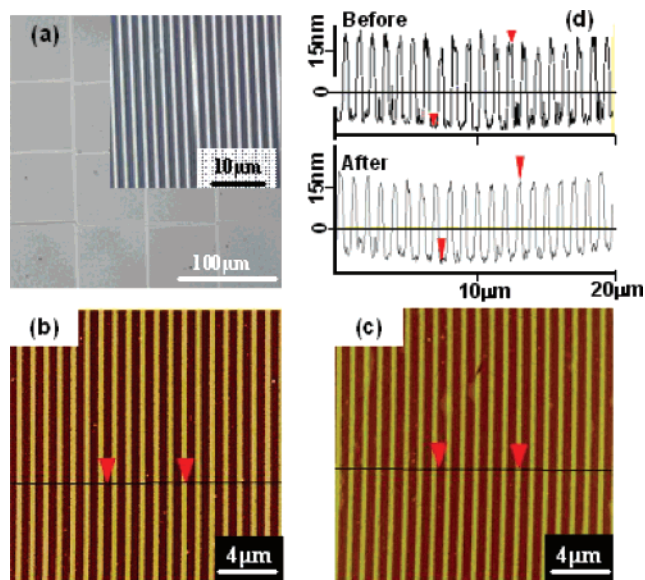 (a)
10μm
100μm
Before
(d)
15nm
0
After
15nm
0
10μm
20μm
(b)
4μm
(c)
4μm